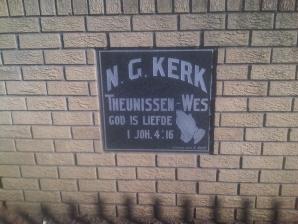 N. G. KERK
THEUNISSEN-WES
GOD IS LIEFDE
1 JOH. 4:16